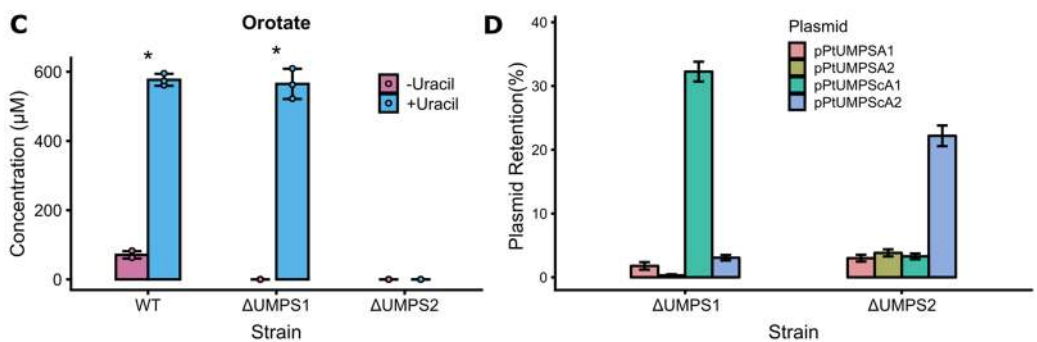 C
Orotate
Concentration (µM)
600
400
200
0
*
*
-Uracil
+Uracil
WT
ΔUMPS1
ΔUMPS2
Strain
D
Plasmid Retention(%)
40
30
20
10
0
Plasmid
pPtUMPSA1
pPtUMPSA2
pPtUMPScA1
pPtUMPScA2
ΔUMPS1
ΔUMPS2
Strain